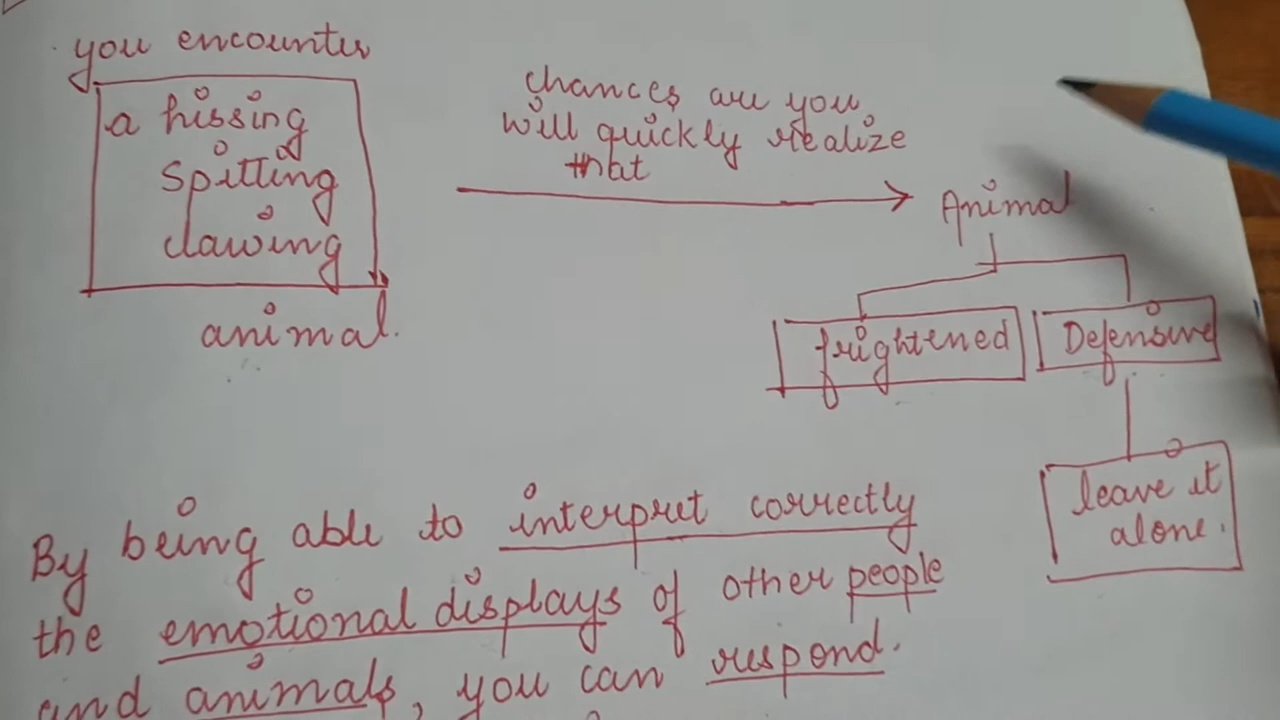 you encounter
a hissing
spitting
clawing
animal.
chances are you
will quickly realize
that
Animal
frightened
Defensive
leave it
alone.
By being able to interpret correctly
the emotional displays of other people
and animals, you can respond.